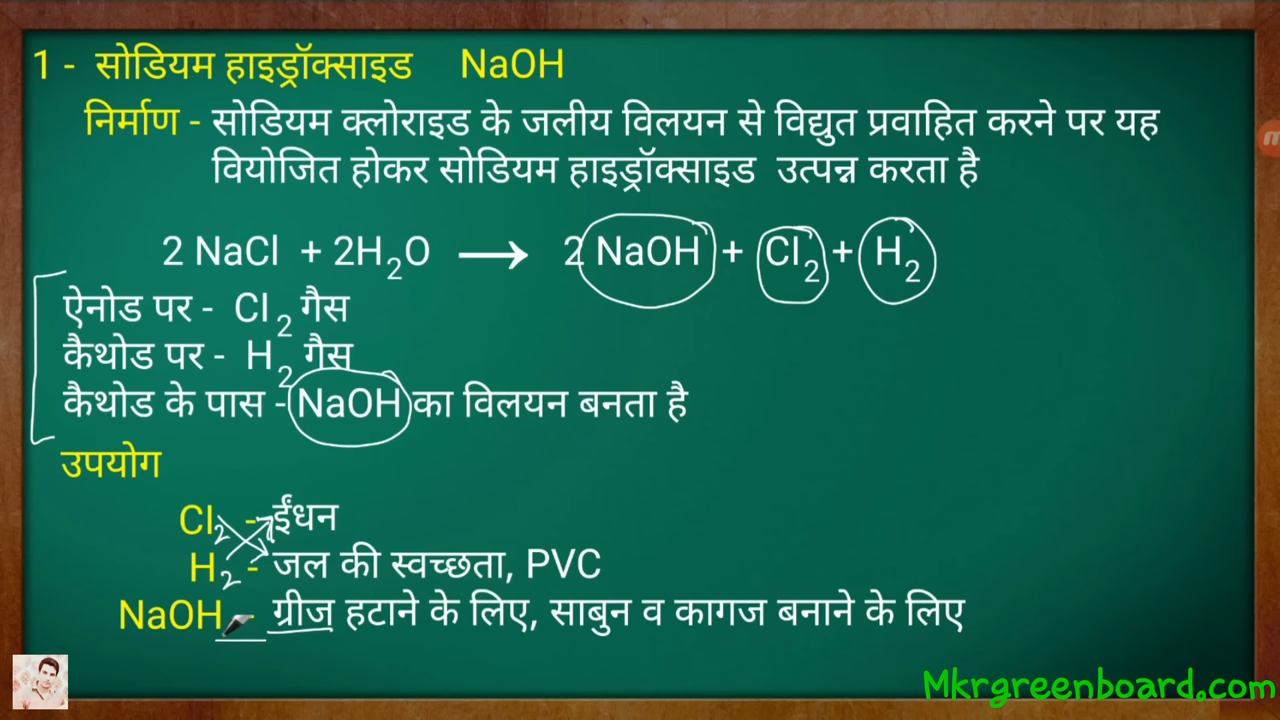 1 - सोडियम हाइड्रॉक्साइड NaOH
निर्माण - सोडियम क्लोराइड के जलीय विलयन से विद्युत प्रवाहित करने पर यह
वियोजित होकर सोडियम हाइड्रॉक्साइड उत्पन्न करता है
2 NaCl + 2H₂O ⟶ 2 NaOH + Cl₂ + H₂
ऐनोड पर - Cl₂ गैस
कैथोड पर - H₂ गैस
कैथोड के पास - NaOH का विलयन बनता है
उपयोग
Cl₂ - ईंधन
H₂ - जल की स्वच्छता, PVC
NaOH - ग्रीज हटाने के लिए, साबुन व कागज बनाने के लिए
Mkrgreenboard.com